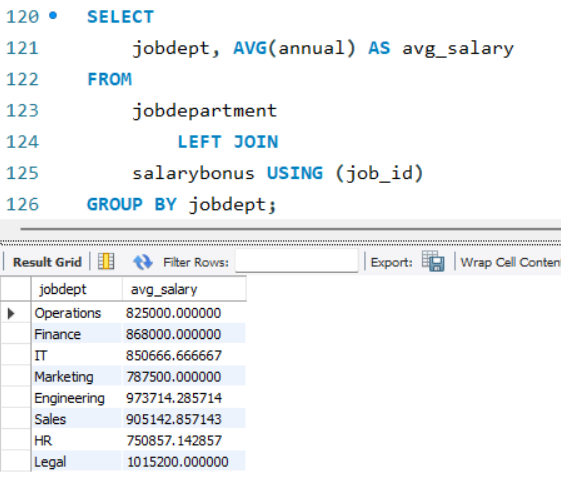 120 SELECT
121 jobdept, AVG(annual) AS avg_salary
122 FROM
123 jobdepartment
124 LEFT JOIN
125 salarybonus USING (job_id)
126 GROUP BY jobdept;
Result Grid Filter Rows: Export: Wrap Cell Conten
jobdept avg_salary
Operations 825000.000000
Finance 868000.000000
IT 850666.666667
Marketing 787500.000000
Engineering 973714.285714
Sales 905142.857143
HR 750857.142857
Legal 1015200.000000